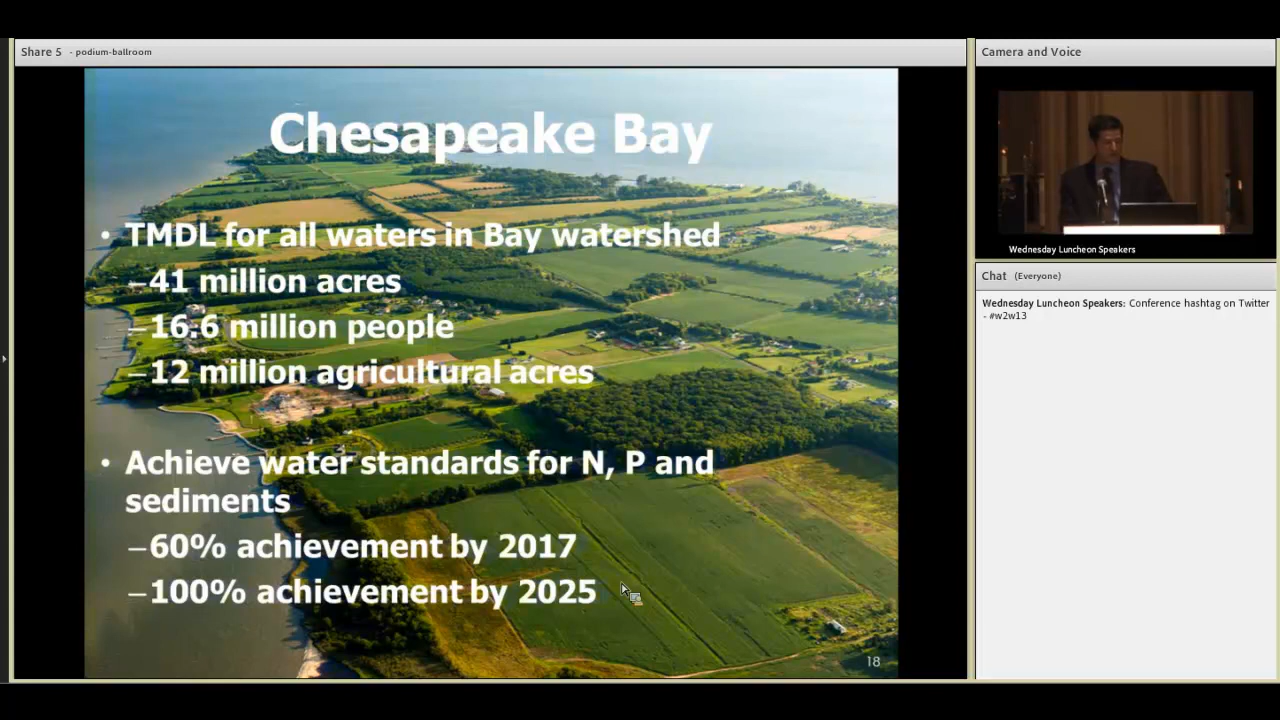 Share 5 - podium-ballroom
Chesapeake Bay
• TMDL for all waters in Bay watershed
–41 million acres
–16.6 million people
–12 million agricultural acres
• Achieve water standards for N, P and
sediments
–60% achievement by 2017
–100% achievement by 2025
18
Camera and Voice
Wednesday Luncheon Speakers
Chat (Everyone)
Wednesday Luncheon Speakers: Conference hashtag on Twitter
- #w2w13